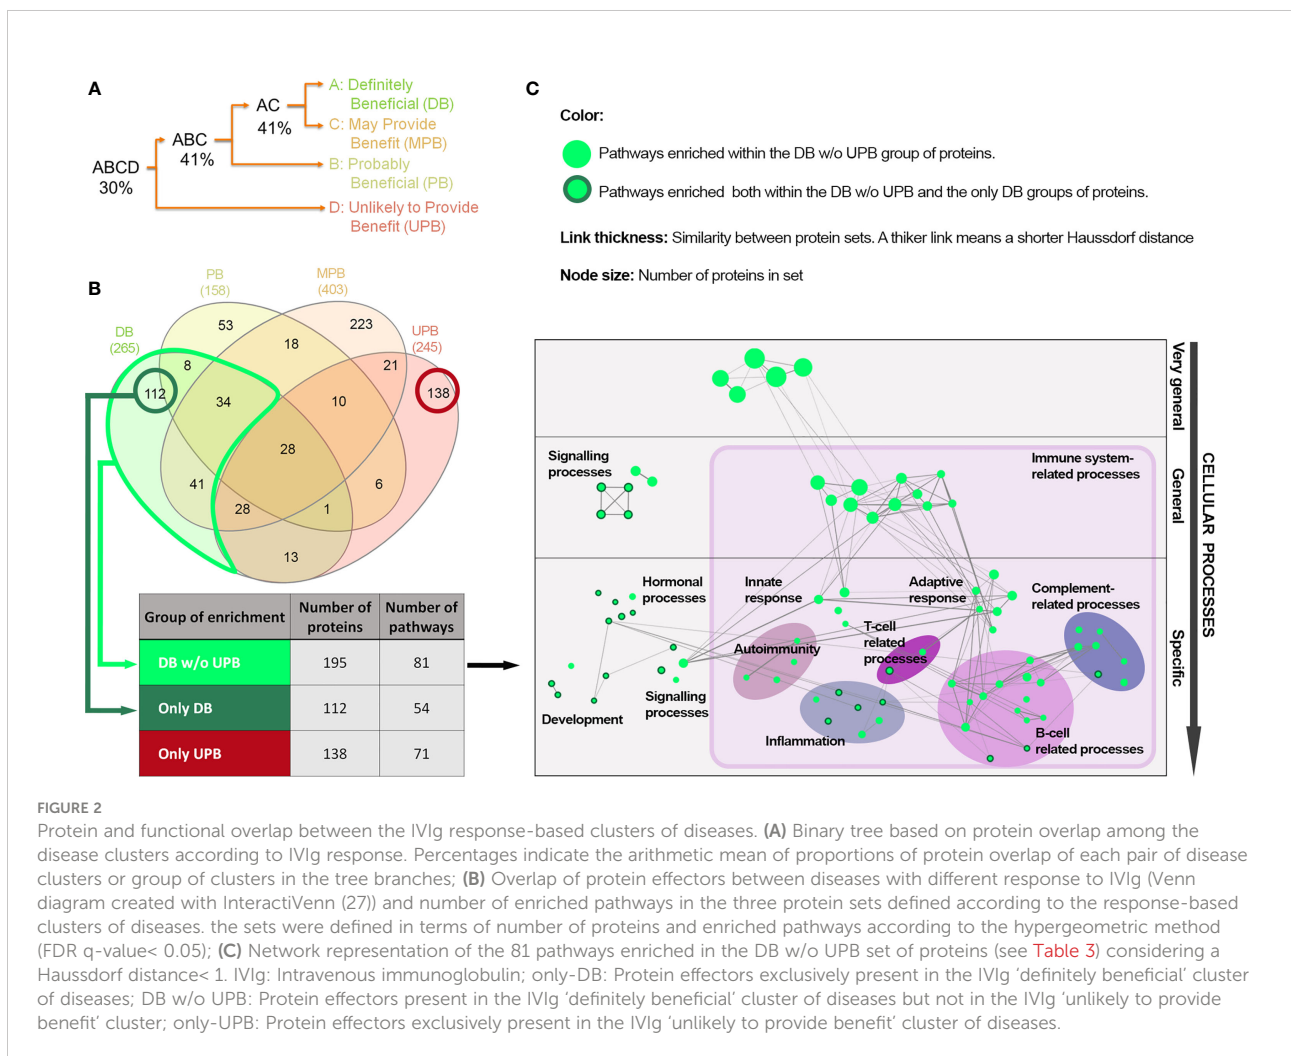 A
ABCD
30%
ABC
41%
AC
41%
A: Definitely
Beneficial (DB)
C: May Provide
Benefit (MPB)
B: Probably
Beneficial (PB)
D: Unlikely to Provide
Benefit (UPB)
B
PB
(158)
MPB
(403)
DB
(265)
UPB
(245)
53
223
18
8
21
112
138
34
10
28
41
6
28
1
13
Group of enrichment
Number of proteins
Number of pathways
DB w/o UPB 195 81
Only DB 112 54
Only UPB 138 71
C
Color:
Pathways enriched within the DB w/o UPB group of proteins.
Pathways enriched both within the DB w/o UPB and the only DB groups of proteins.
Link thickness: Similarity between protein sets. A thiker link means a shorter Haussdorf distance
Node size: Number of proteins in set
Very general
General
Specific
CELLULAR PROCESSES
Signalling
processes
Immune system-
related processes
Hormonal
processes
Innate
response
Adaptive
response
Complement-
related processes
T-cell
related
processes
Autoimmunity
Signalling
processes
Development
Inflammation
B-cell
related processes
FIGURE 2
Protein and functional overlap between the IVIg response-based clusters of diseases. (A) Binary tree based on protein overlap among the
disease clusters according to IVIg response. Percentages indicate the arithmetic mean of proportions of protein overlap of each pair of disease
clusters or group of clusters in the tree branches; (B) Overlap of protein effectors between diseases with different response to IVIg (Venn
diagram created with InteractiVenn (27)) and number of enriched pathways in the three protein sets defined according to the response-based
clusters of diseases. the sets were defined in terms of number of proteins and enriched pathways according to the hypergeometric method
(FDR q-value< 0.05); (C) Network representation of the 81 pathways enriched in the DB w/o UPB set of proteins (see Table 3) considering a
Haussdorf distance< 1. IVIg: Intravenous immunoglobulin; only-DB: Protein effectors exclusively present in the IVIg ‘definitely beneficial’ cluster
of diseases; DB w/o UPB: Protein effectors present in the IVIg ‘definitely beneficial’ cluster of diseases but not in the IVIg ‘unlikely to provide
benefit’ cluster; only-UPB: Protein effectors exclusively present in the IVIg ‘unlikely to provide benefit’ cluster of diseases.